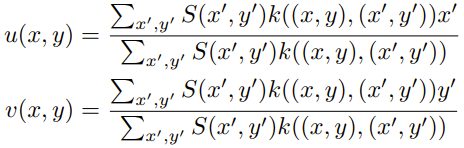 u(x, y) = \frac{\sum_{x',y'} S(x', y')k((x, y), (x', y'))x'}{\sum_{x',y'} S(x', y')k((x, y), (x', y'))}
v(x, y) = \frac{\sum_{x',y'} S(x', y')k((x, y), (x', y'))y'}{\sum_{x',y'} S(x', y')k((x, y), (x', y'))}